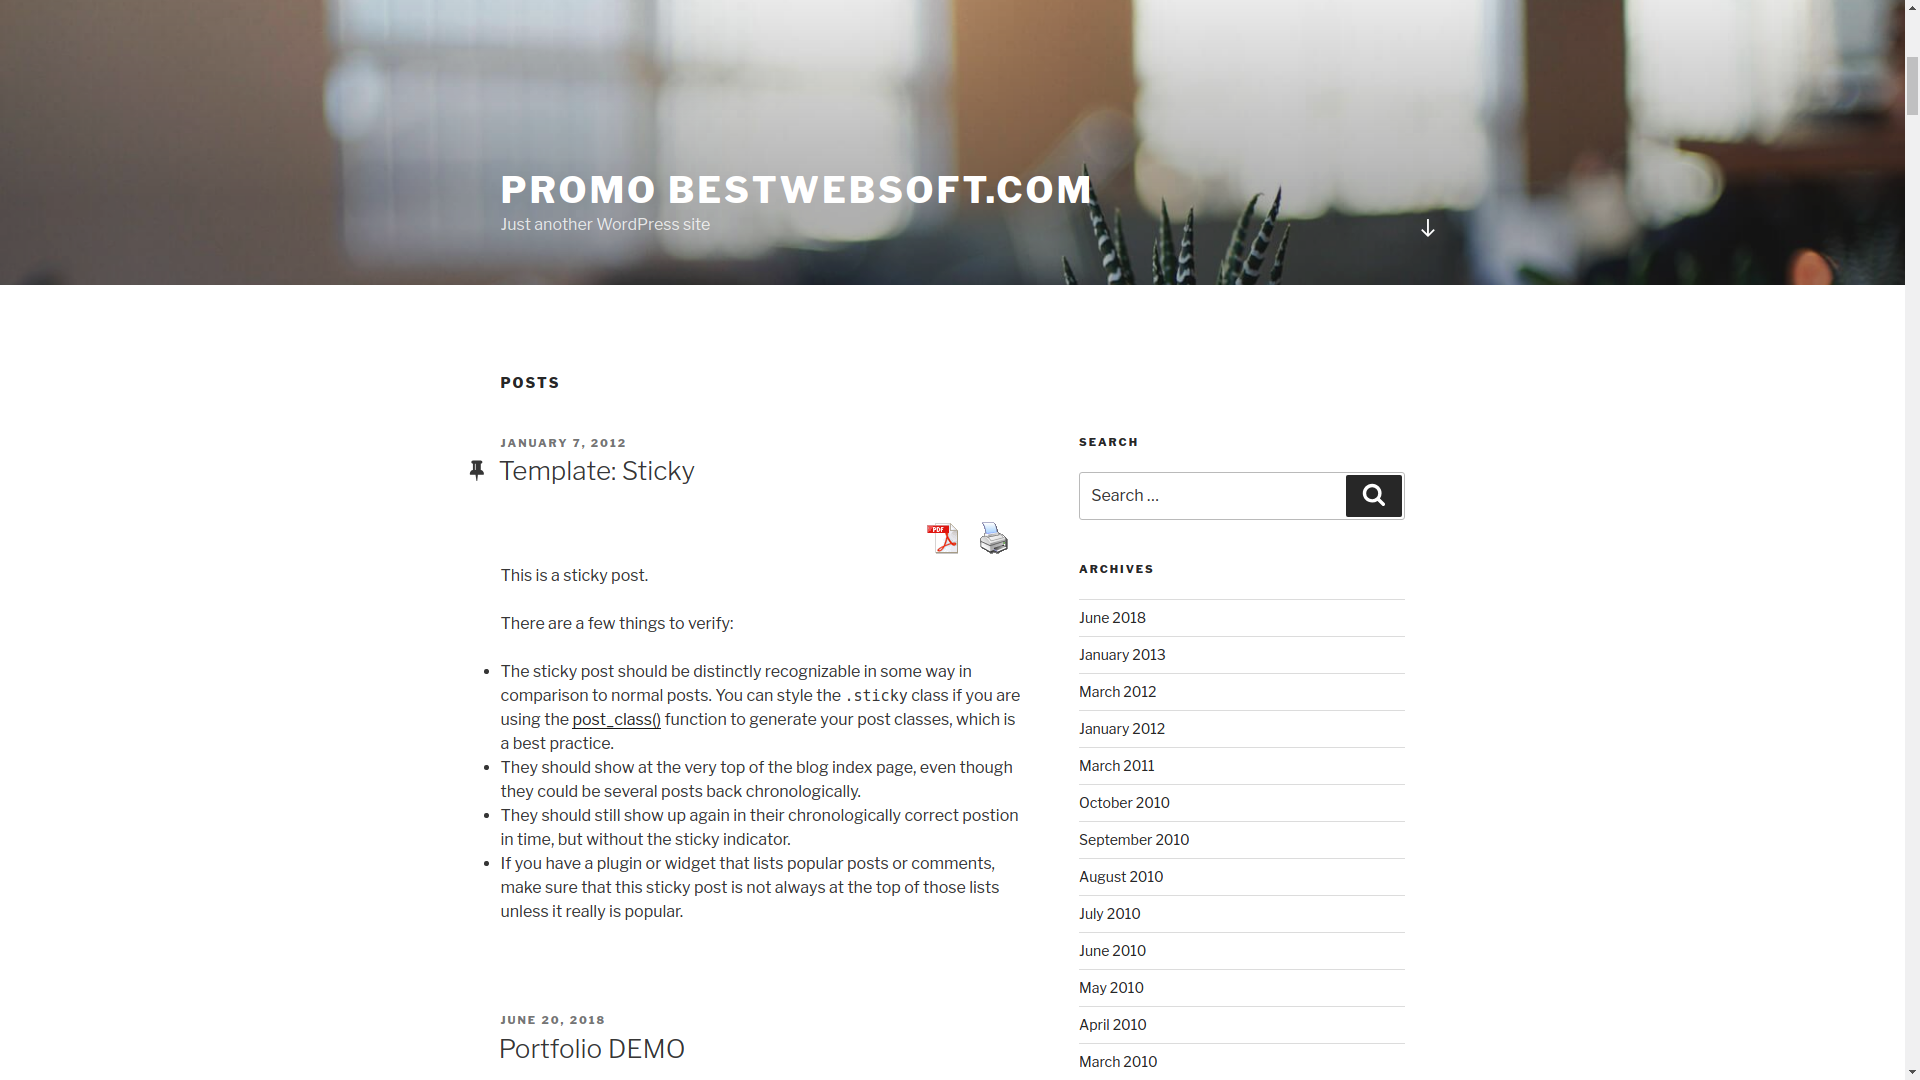 PROMO BESTWEBSOFT.COM
Just another WordPress site
POSTS
JANUARY 7, 2012
Template: Sticky
PDF
This is a sticky post.
There are a few things to verify:
The sticky post should be distinctly recognizable in some way in
comparison to normal posts. You can style the .sticky class if you are
using the post_class() function to generate your post classes, which is
a best practice.
They should show at the very top of the blog index page, even though
they could be several posts back chronologically.
They should still show up again in their chronologically correct postion
in time, but without the sticky indicator.
If you have a plugin or widget that lists popular posts or comments,
make sure that this sticky post is not always at the top of those lists
unless it really is popular.
JUNE 20, 2018
Portfolio DEMO
SEARCH
Search …
ARCHIVES
June 2018
January 2013
March 2012
January 2012
March 2011
October 2010
September 2010
August 2010
July 2010
June 2010
May 2010
April 2010
March 2010